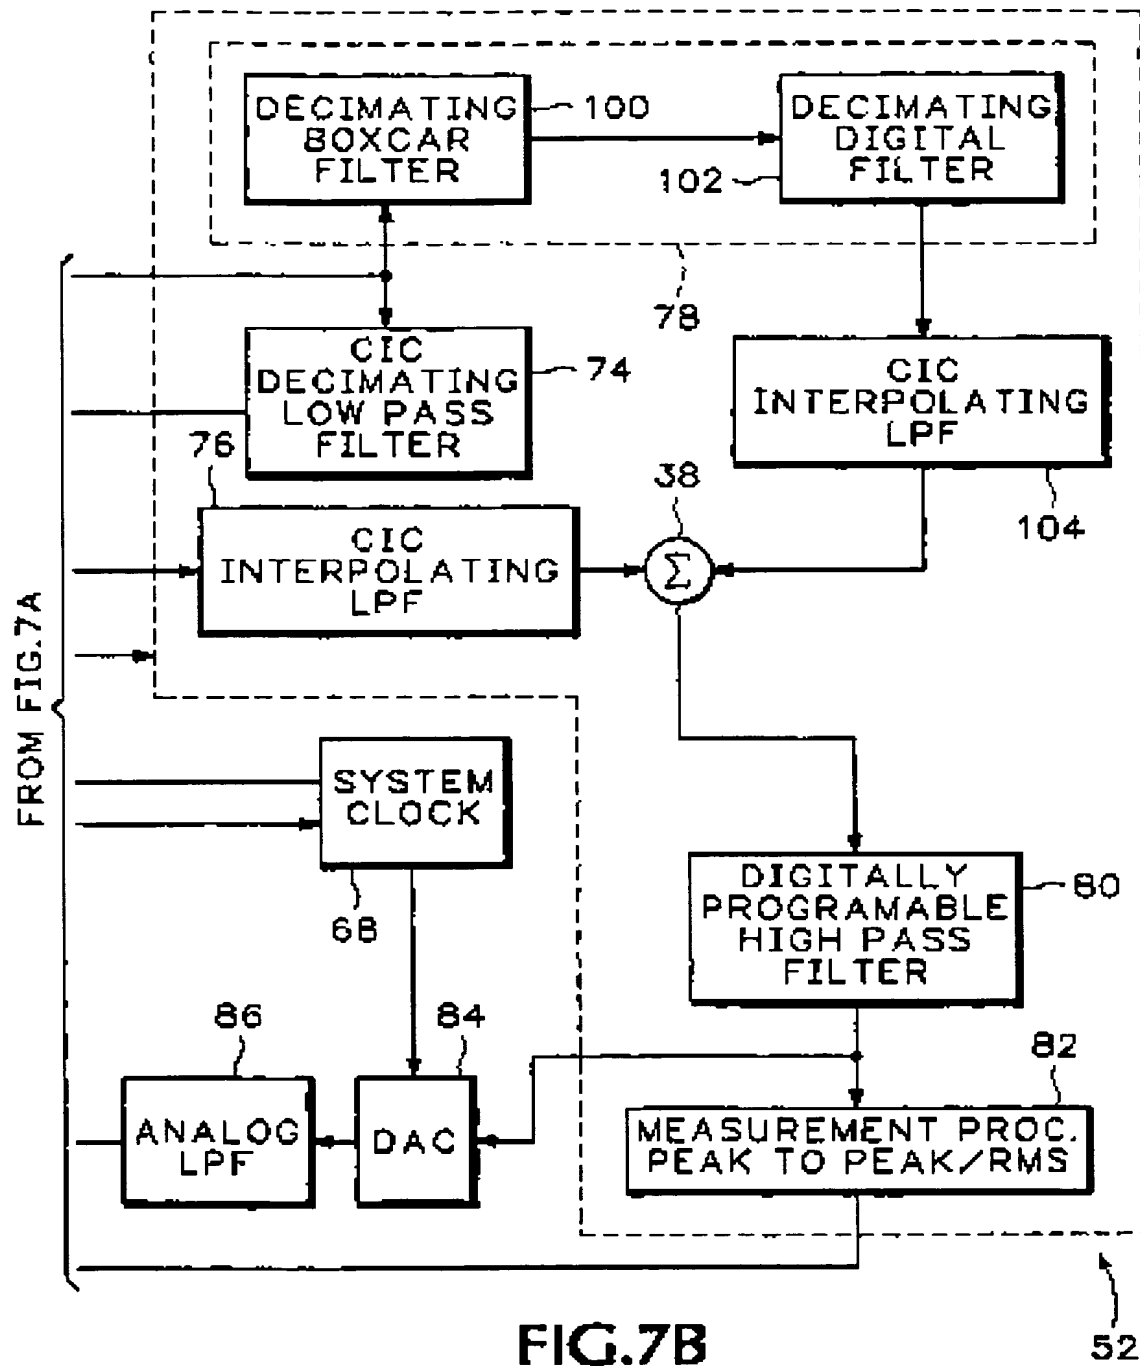 DECIMATING
BOXCAR
FILTER
100
DECIMATING
DIGITAL
FILTER
102
78
CIC
DECIMATING
LOW PASS
FILTER
74
CIC
INTERPOLATING
LPF
104
76
CIC
INTERPOLATING
LPF
38
Σ
FROM FIG.7A
SYSTEM
CLOCK
68
DIGITALLY
PROGRAMABLE
HIGH PASS
FILTER
80
86
ANALOG
LPF
84
DAC
82
MEASUREMENT PROC.
PEAK TO PEAK/RMS
52
FIG.7B